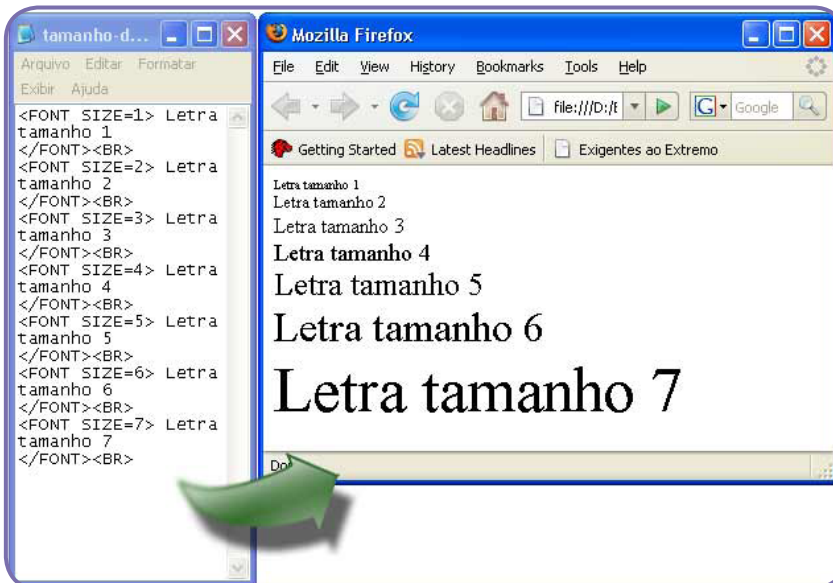 tamanho-d...
Arquivo Editar Formatar
Exibir Ajuda
<FONT SIZE=1> Letra
tamanho 1
</FONT><BR>
<FONT SIZE=2> Letra
tamanho 2
</FONT><BR>
<FONT SIZE=3> Letra
tamanho 3
</FONT><BR>
<FONT SIZE=4> Letra
tamanho 4
</FONT><BR>
<FONT SIZE=5> Letra
tamanho 5
</FONT><BR>
<FONT SIZE=6> Letra
tamanho 6
</FONT><BR>
<FONT SIZE=7> Letra
tamanho 7
</FONT><BR>
Mozilla Firefox
File Edit View History Bookmarks Tools Help
file:///D:/t G Google
Getting Started Latest Headlines Exigentes ao Extremo
Letra tamanho 1
Letra tamanho 2
Letra tamanho 3
Letra tamanho 4
Letra tamanho 5
Letra tamanho 6
Letra tamanho 7